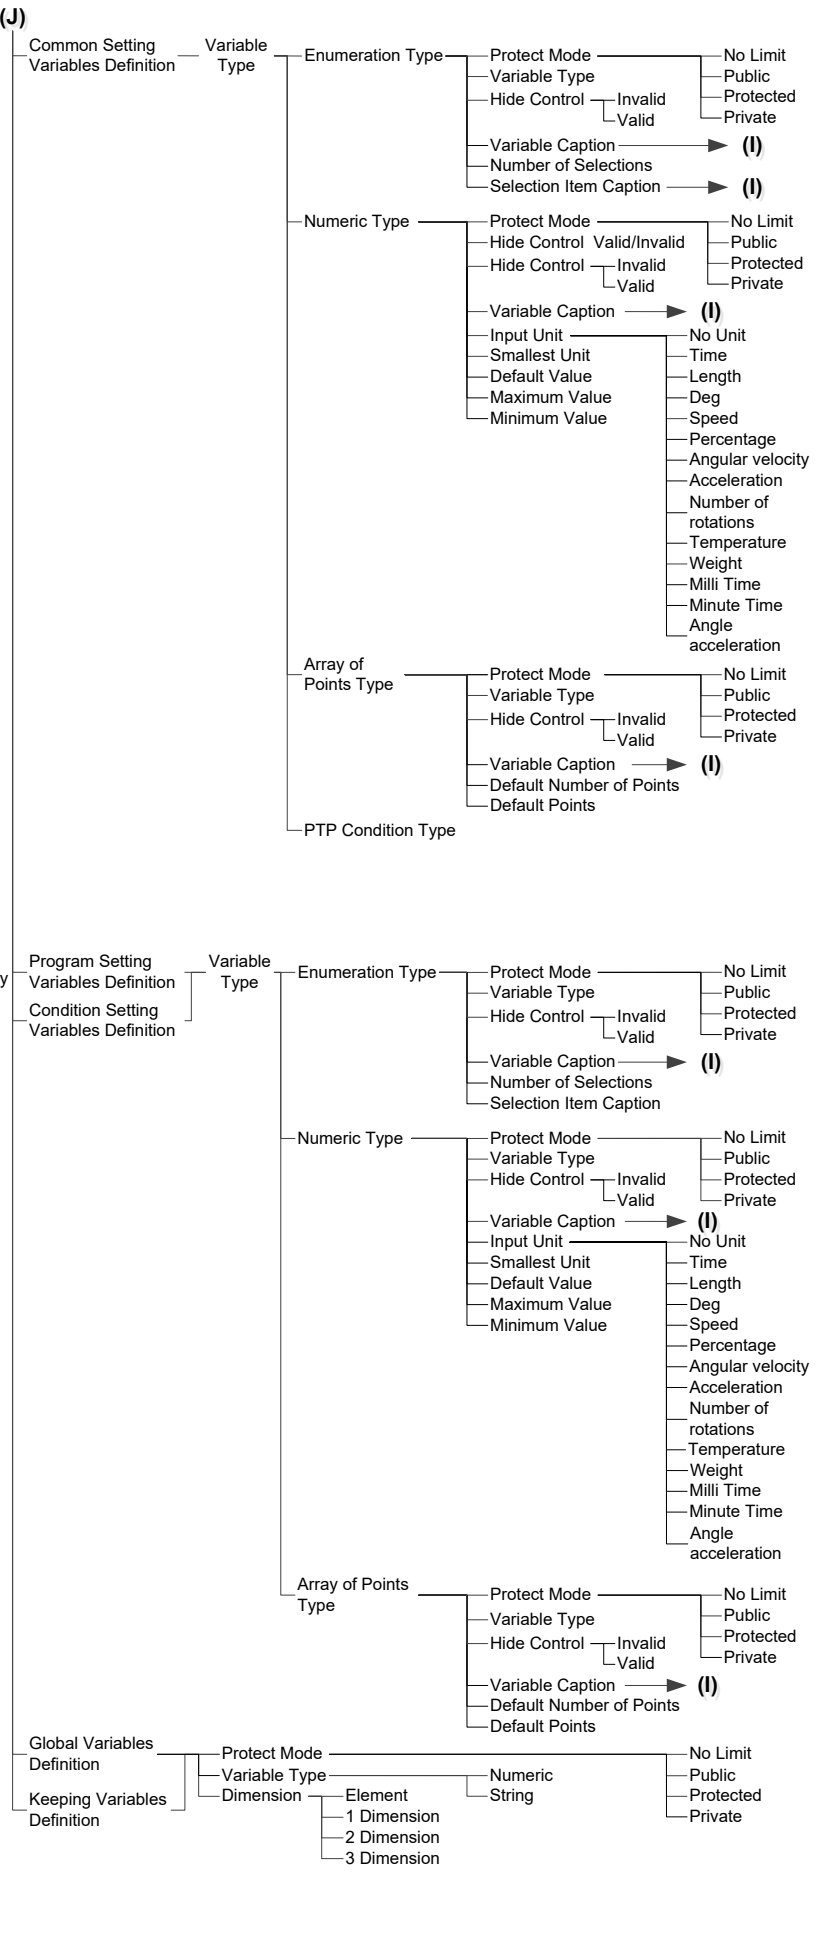 (J)
Common Setting
Variables Definition
Variable
Type
Enumeration Type
Protect Mode
No Limit
Public
Protected
Private
Variable Type
Hide Control
Invalid
Valid
Variable Caption
(I)
Number of Selections
Selection Item Caption
(I)
Numeric Type
Protect Mode
No Limit
Public
Protected
Private
Hide Control Valid/Invalid
Hide Control
Invalid
Valid
Variable Caption
(I)
Input Unit
No Unit
Time
Length
Deg
Speed
Percentage
Angular velocity
Acceleration
Number of
rotations
Temperature
Weight
Milli Time
Minute Time
Angle
acceleration
Smallest Unit
Default Value
Maximum Value
Minimum Value
Array of
Points Type
Protect Mode
No Limit
Public
Protected
Private
Variable Type
Hide Control
Invalid
Valid
Variable Caption
(I)
Default Number of Points
Default Points
PTP Condition Type
y
Program Setting
Variables Definition
Condition Setting
Variables Definition
Variable
Type
Enumeration Type
Protect Mode
No Limit
Public
Protected
Private
Variable Type
Hide Control
Invalid
Valid
Variable Caption
(I)
Number of Selections
Selection Item Caption
Numeric Type
Protect Mode
No Limit
Public
Protected
Private
Variable Type
Hide Control
Invalid
Valid
Variable Caption
(I)
Input Unit
No Unit
Time
Length
Deg
Speed
Percentage
Angular velocity
Acceleration
Number of
rotations
Temperature
Weight
Milli Time
Minute Time
Angle
acceleration
Smallest Unit
Default Value
Maximum Value
Minimum Value
Array of Points
Type
Protect Mode
No Limit
Public
Protected
Private
Variable Type
Hide Control
Invalid
Valid
Variable Caption
(I)
Default Number of Points
Default Points
Global Variables
Definition
Keeping Variables
Definition
Protect Mode
No Limit
Public
Protected
Private
Variable Type
Numeric
String
Dimension
Element
1 Dimension
2 Dimension
3 Dimension